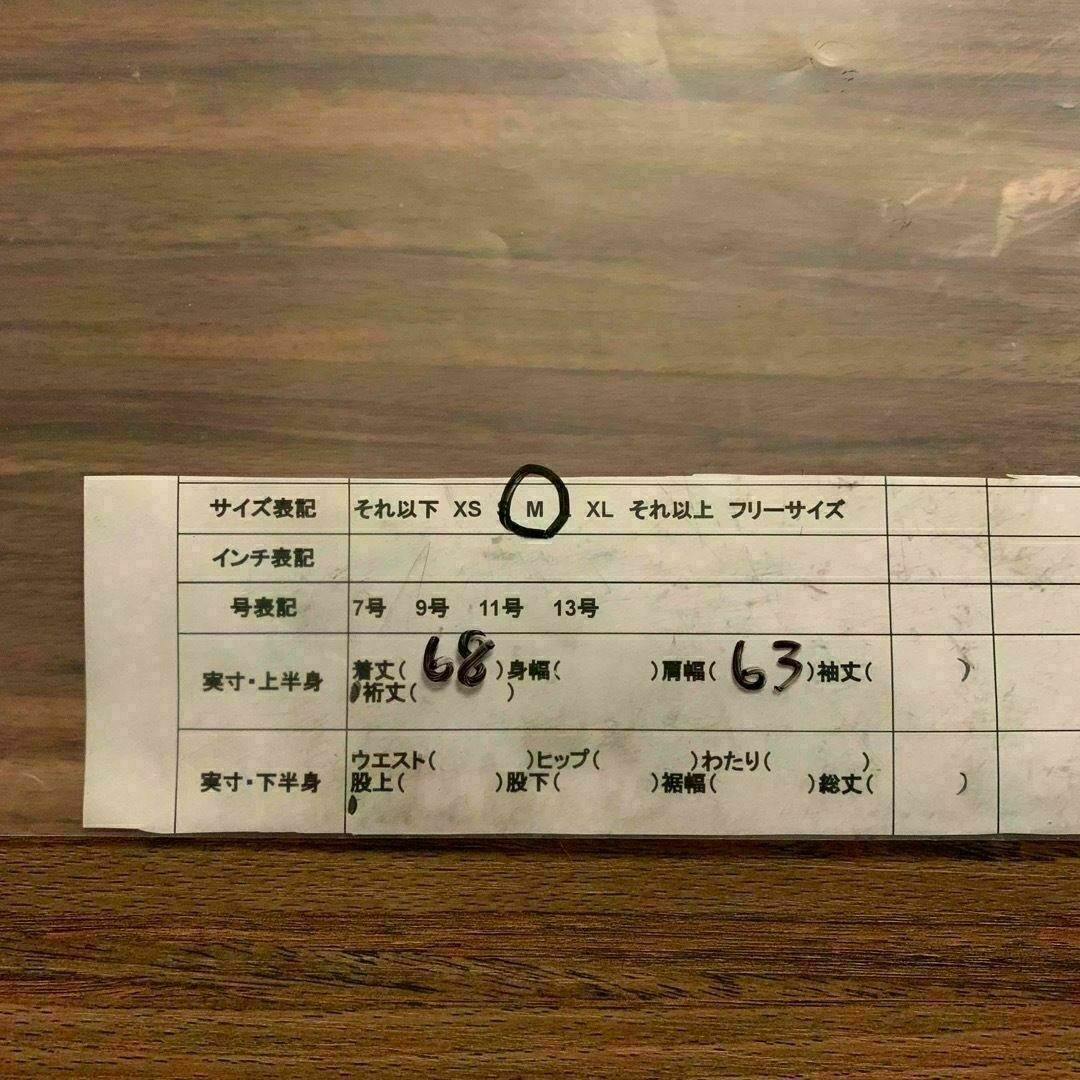 サイズ表記 それ以下 XS M XL それ以上 フリーサイズ
インチ表記
号表記 7号 9号 11号 13号
実寸・上半身 着丈( 68 )身幅( )肩幅( 63 )袖丈( )
裄丈( )
実寸・下半身 ウエスト( )ヒップ( )わたり( )
股上( )股下( )裾幅( )総丈( )